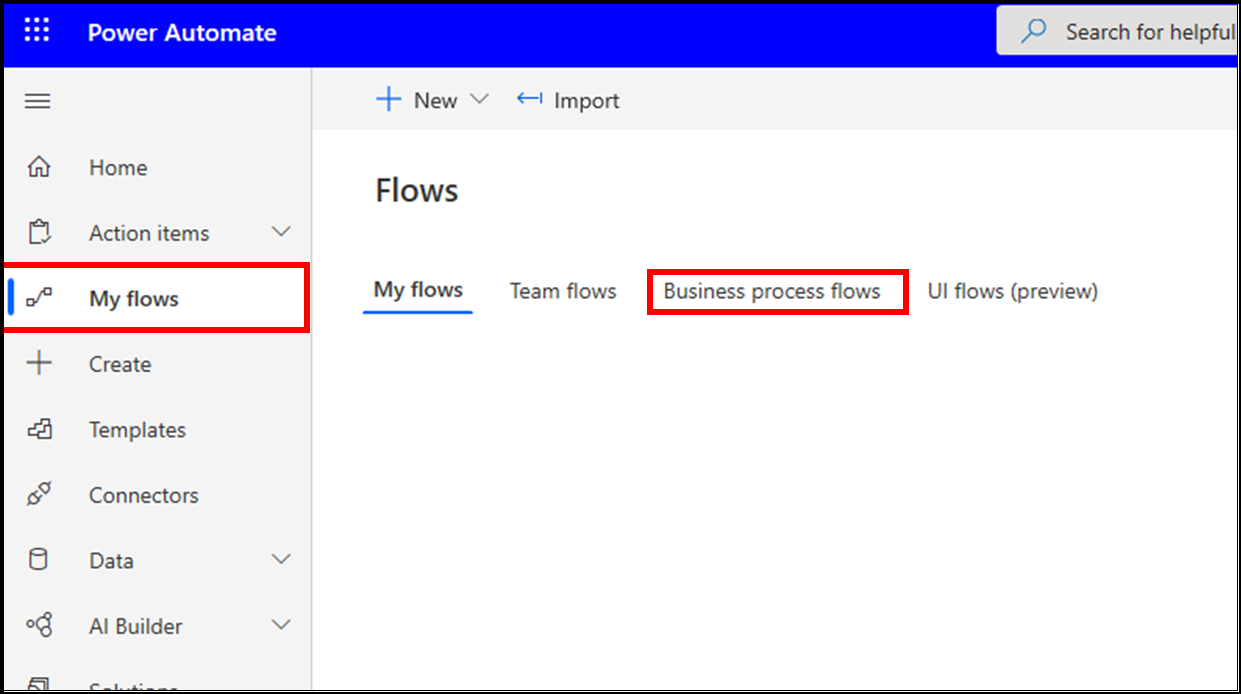 Power Automate
Search for helpful
New
Import
Home
Action items
My flows
Create
Templates
Connectors
Data
AI Builder
Solutions
Flows
My flows
Team flows
Business process flows
UI flows (preview)